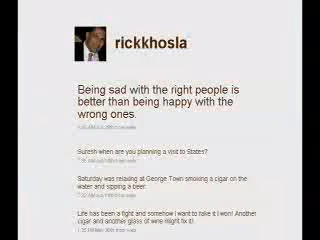 rickkhosla
Being sad with the right people is
better than being happy with the
wrong ones.
Suresh when are you planning a visit to States?
Saturday was relaxing at George Town smoking a cigar on the
water and sipping a beer.
Life has been a fight and somehow I want to take it I won! Another
cigar and another glass of wine might fix it!